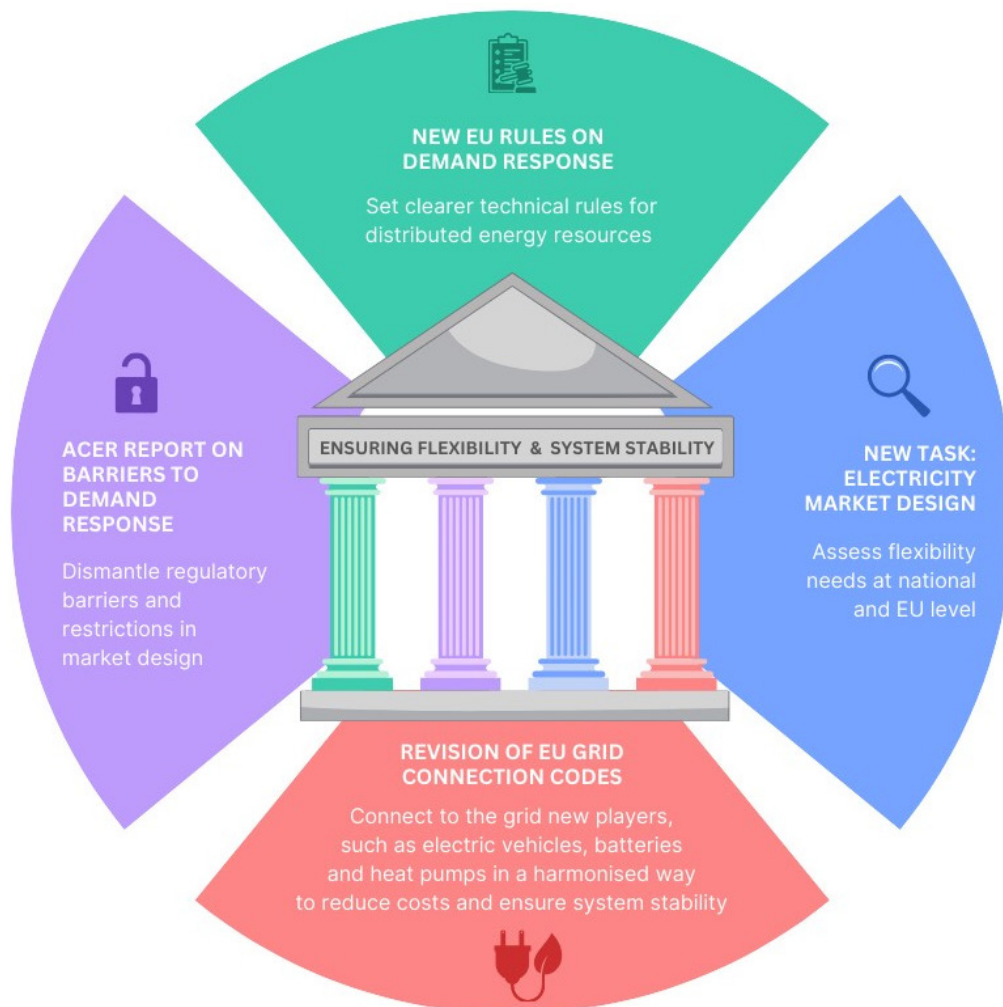 NEW EU RULES ON
DEMAND RESPONSE
Set clearer technical rules for
distributed energy resources
ACER REPORT ON
BARRIERS TO
DEMAND
RESPONSE
Dismantle regulatory
barriers and
restrictions in
market design
ENSURING FLEXIBILITY & SYSTEM STABILITY
NEW TASK:
ELECTRICITY
MARKET DESIGN
Assess flexibility
needs at national
and EU level
REVISION OF EU GRID
CONNECTION CODES
Connect to the grid new players,
such as electric vehicles, batteries
and heat pumps in a harmonised way
to reduce costs and ensure system stability